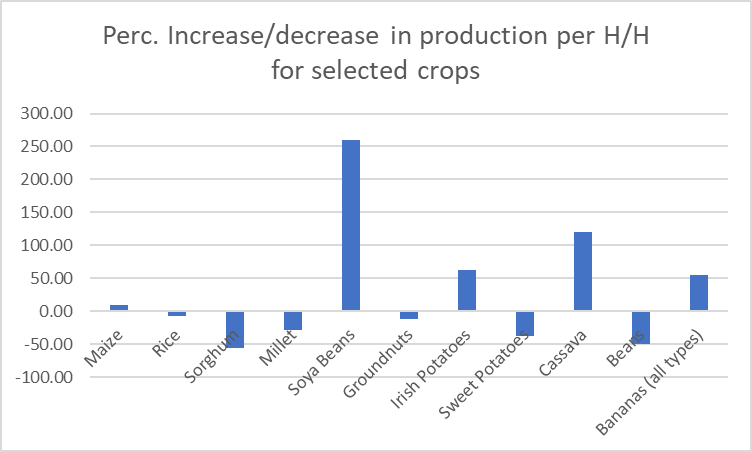 Perc. Increase/decrease in production per H/H
for selected crops
300.00
250.00
200.00
150.00
100.00
50.00
0.00
-50.00
-100.00
Maize
Rice
Sorghum
Millet
Soya Beans
Groundnuts
Irish Potatoes
Sweet Potatoes
Cassava
Beans
Bananas (all types)